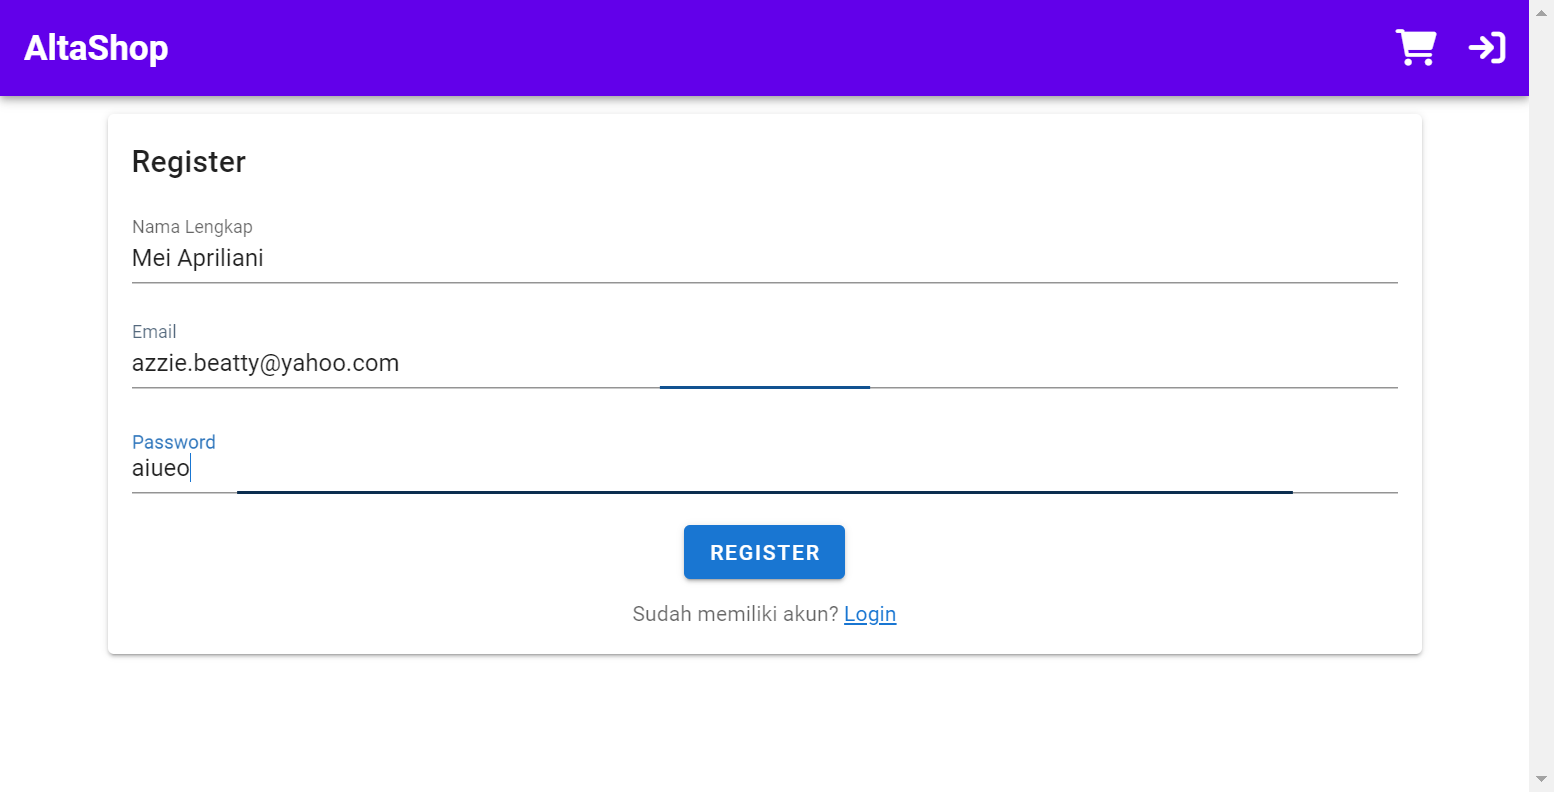 AltaShop
Register
Nama Lengkap
Mei Apriliani
Email
azzie.beatty@yahoo.com
Password
aiueo
REGISTER
Sudah memiliki akun? Login